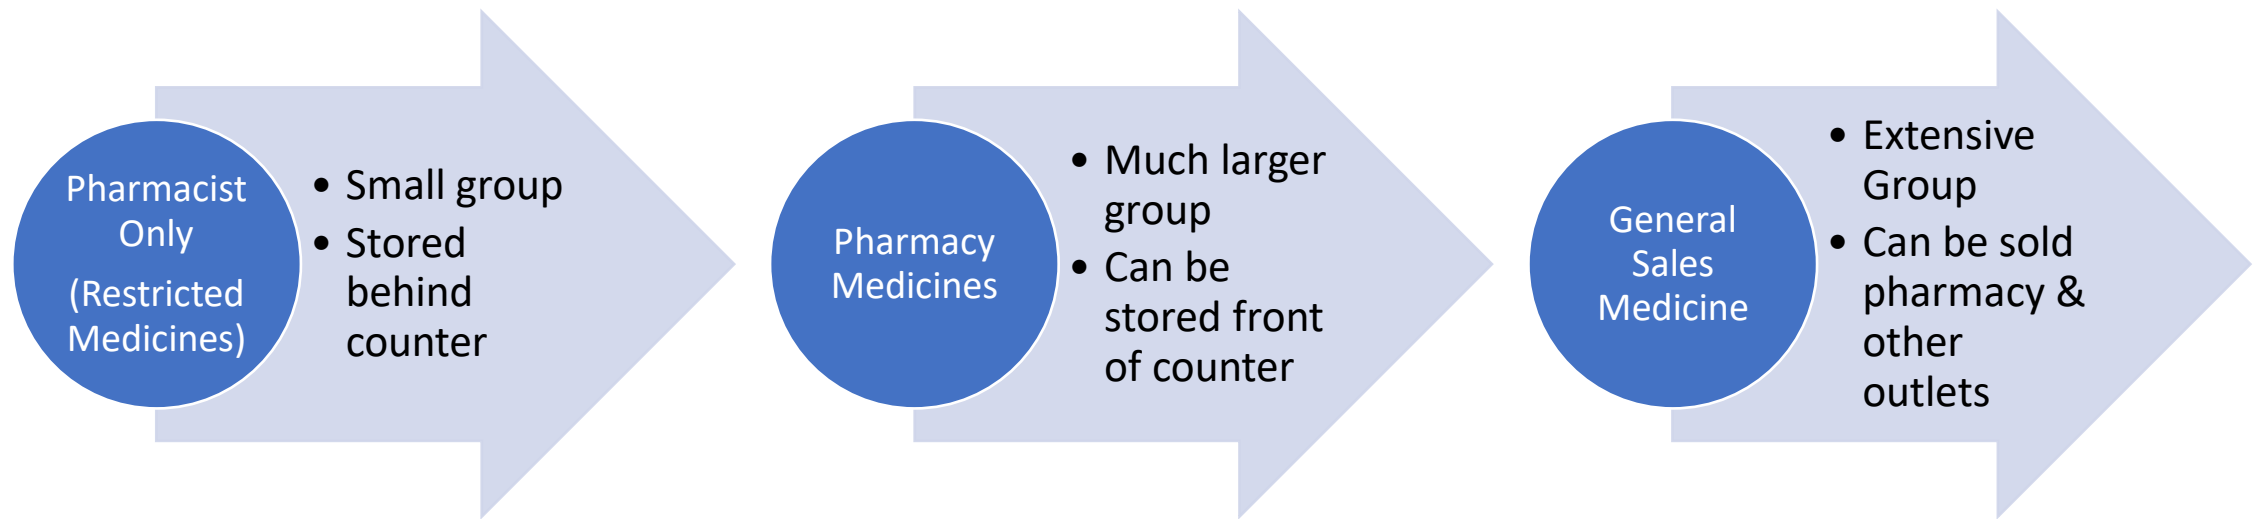 Pharmacist
Only
(Restricted
Medicines)
• Small group
• Stored
behind
counter
Pharmacy
Medicines
• Much larger
group
• Can be
stored front
of counter
General
Sales
Medicine
• Extensive
Group
• Can be sold
pharmacy &
other
outlets